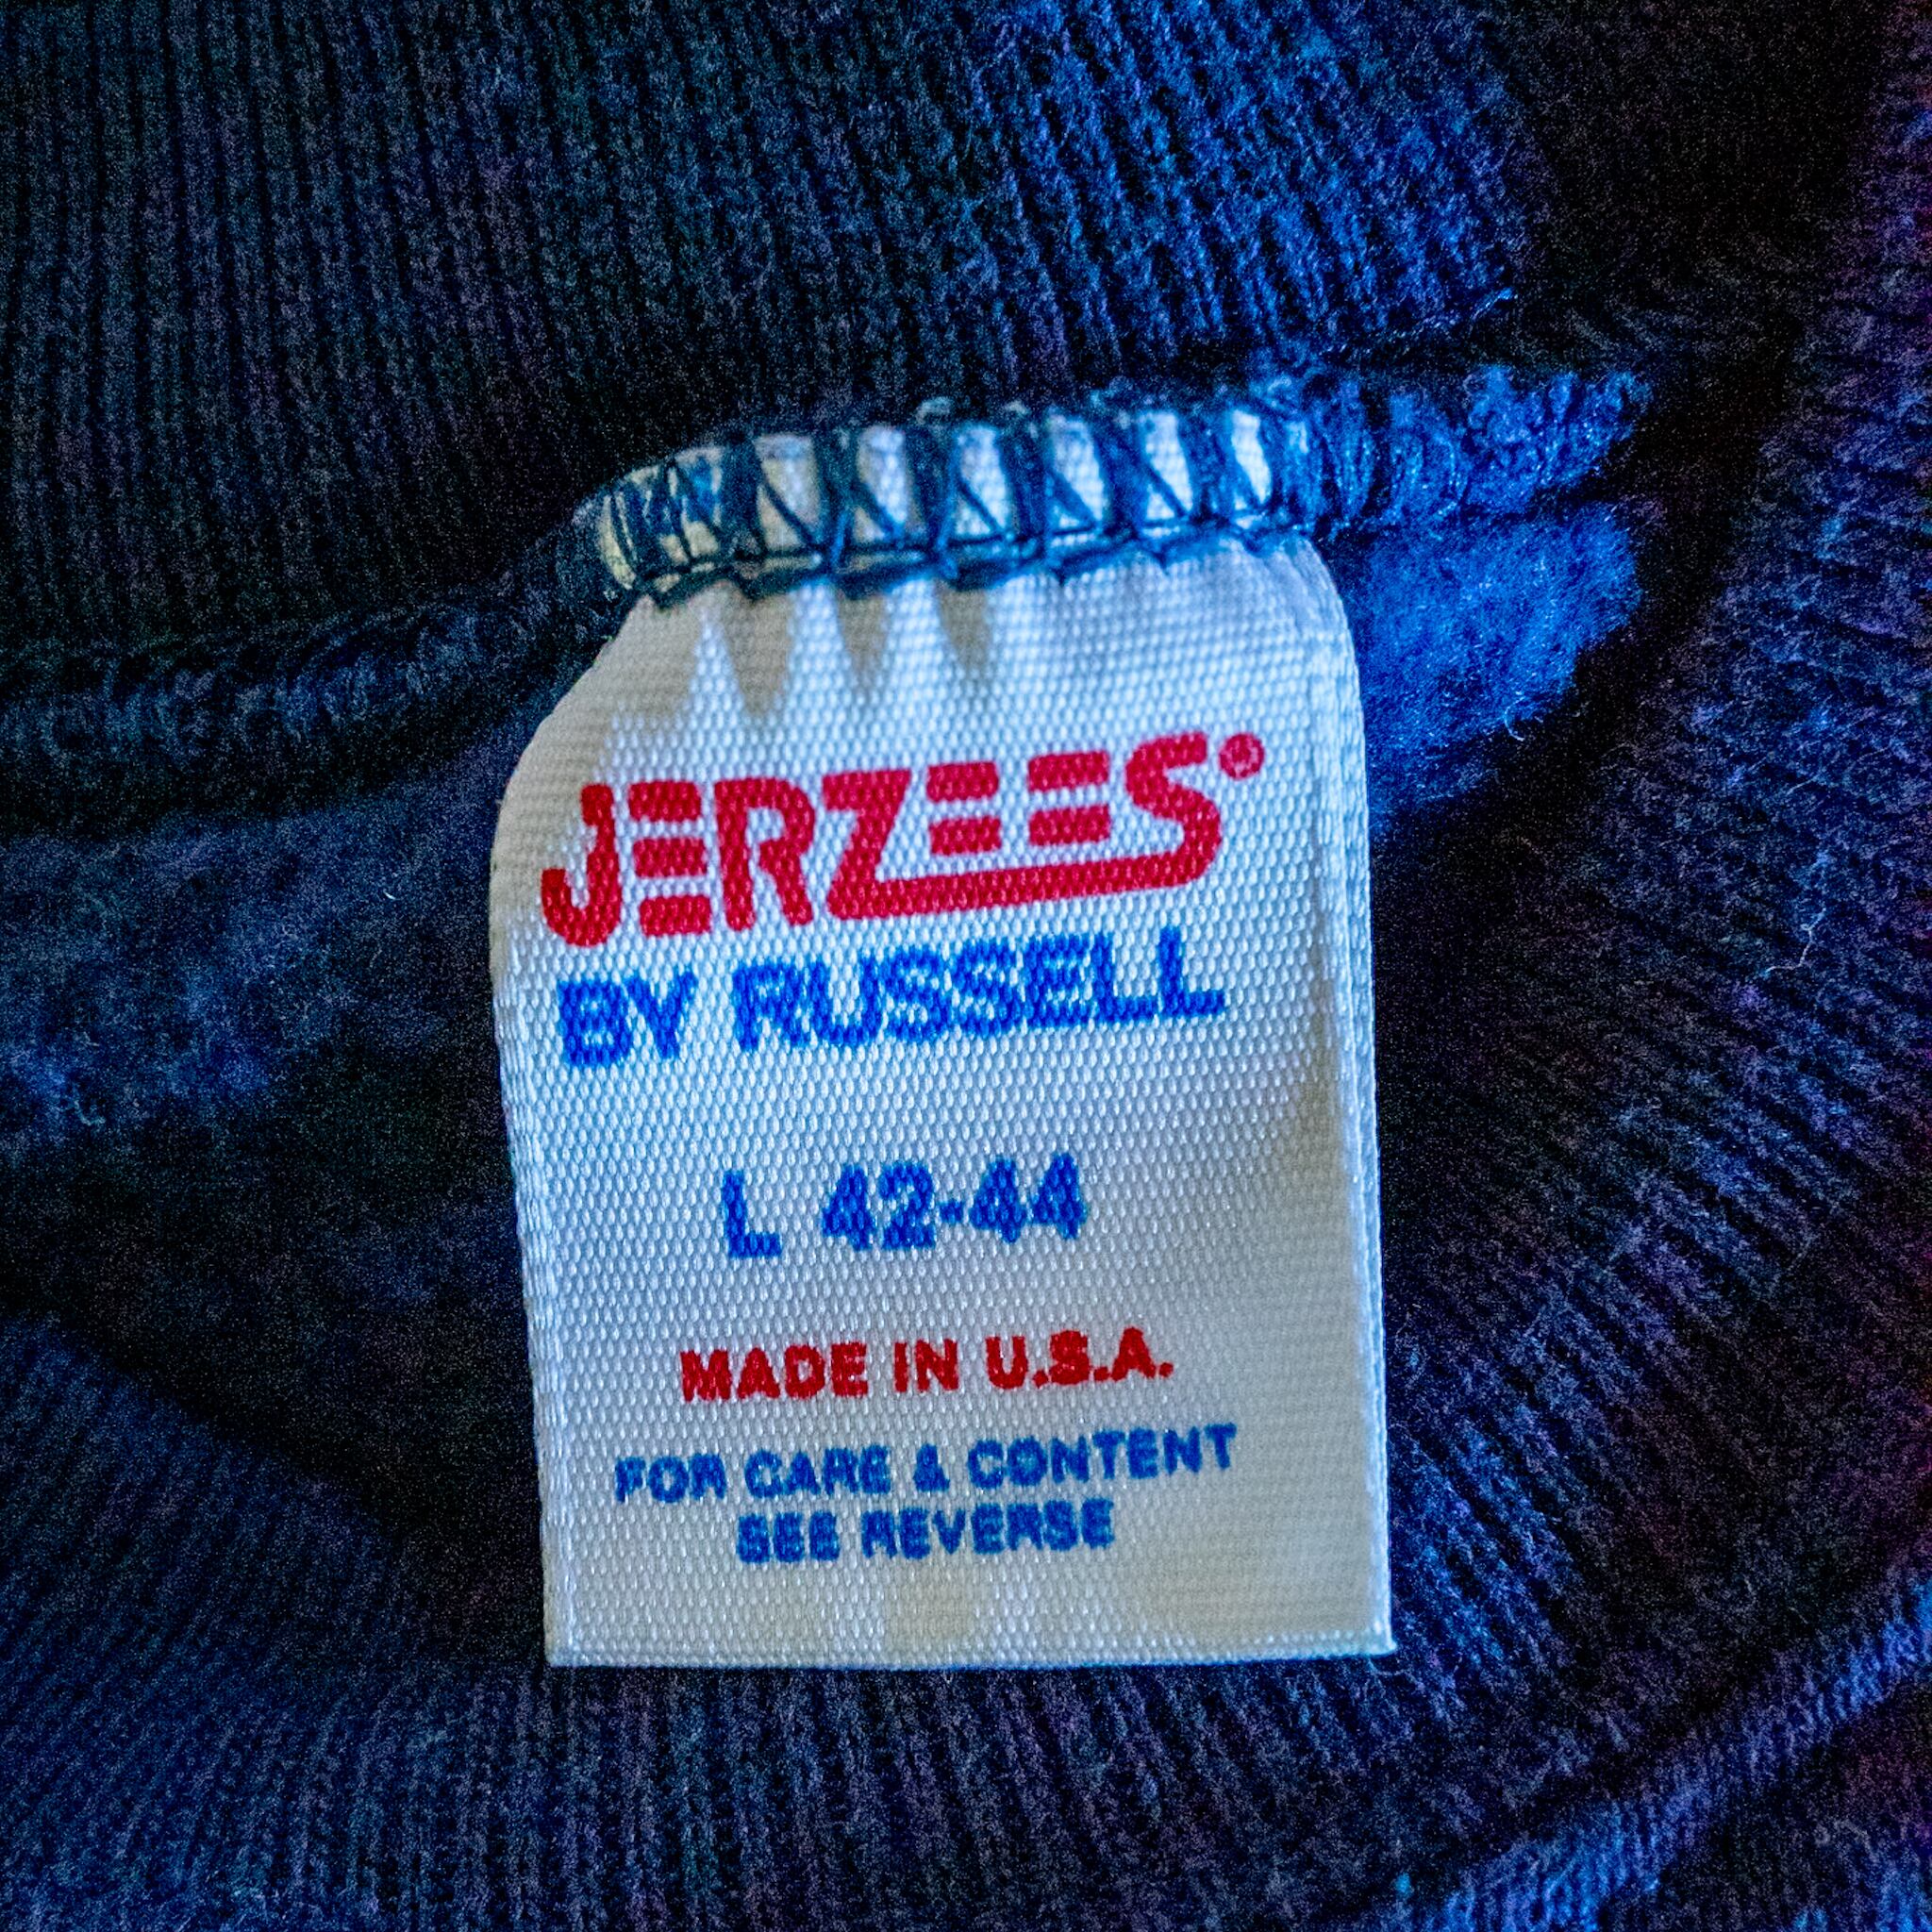 JERZEES®
BY RUSSELL
L 42-44
MADE IN U.S.A.
FOR CARE & CONTENT
SEE REVERSE